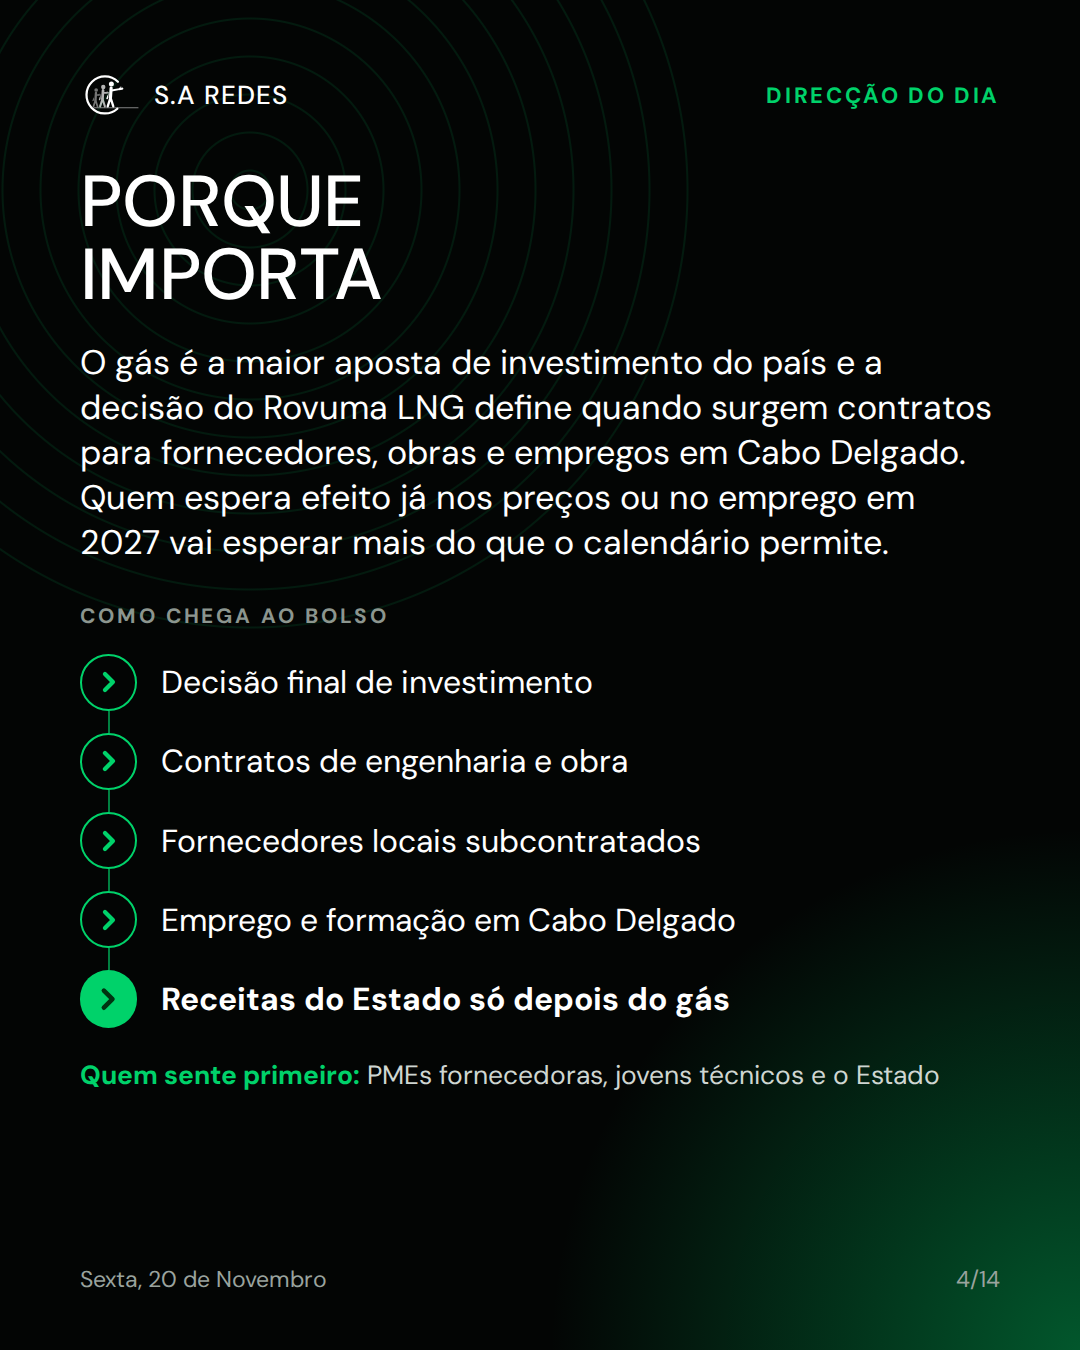 S.A REDES
DIRECÇÃO DO DIA
PORQUE
IMPORTA
O gás é a maior aposta de investimento do país e a
decisão do Rovuma LNG define quando surgem contratos
para fornecedores, obras e empregos em Cabo Delgado.
Quem espera efeito já nos preços ou no emprego em
2027 vai esperar mais do que o calendário permite.
COMO CHEGA AO BOLSO
Decisão final de investimento
Contratos de engenharia e obra
Fornecedores locais subcontratados
Emprego e formação em Cabo Delgado
Receitas do Estado só depois do gás
Quem sente primeiro: PMEs fornecedoras, jovens técnicos e o Estado
Sexta, 20 de Novembro
4/14